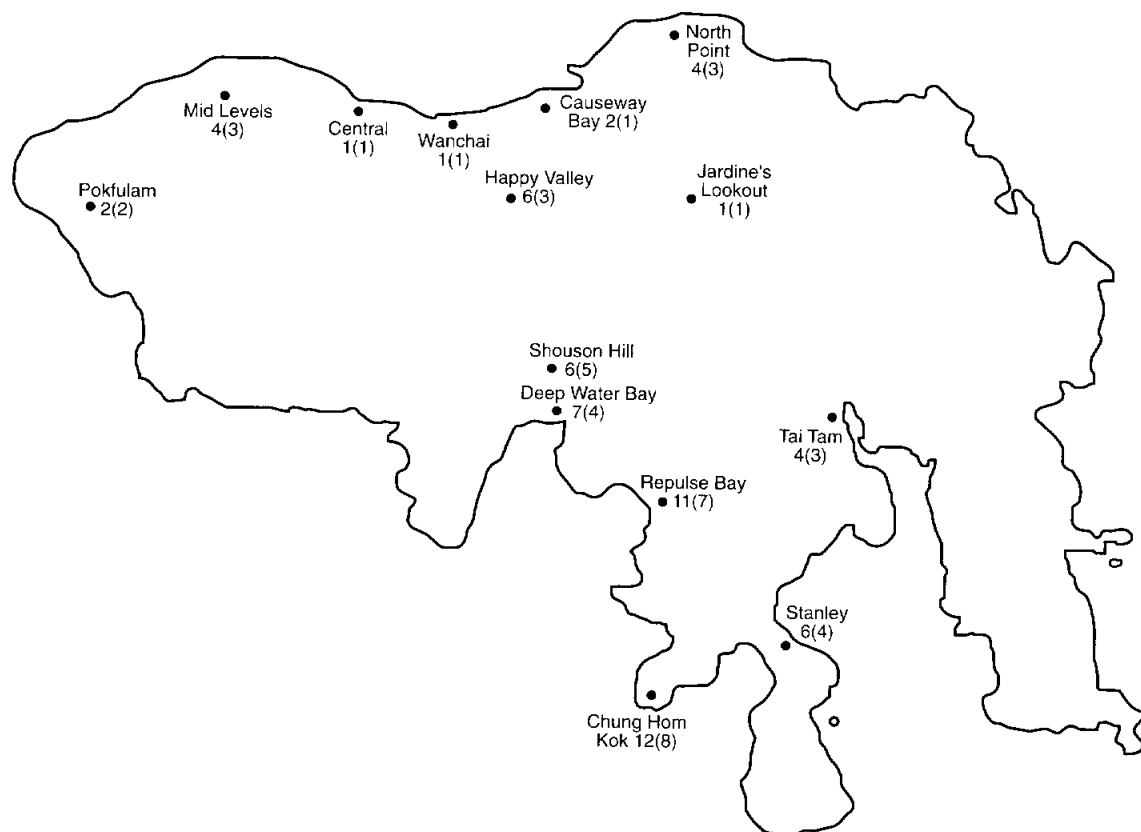 North
Point
4(3)
Mid Levels
4(3)
Central
1(1)
Wanchai
1(1)
Causeway
Bay 2(1)
Pokfulam
2(2)
Happy Valley
6(3)
Jardine's
Lookout
1(1)
Shouson Hill
6(5)
Deep Water Bay
7(4)
Tai Tam
4(3)
Repulse Bay
11(7)
Stanley
6(4)
Chung Hom
Kok 12(8)